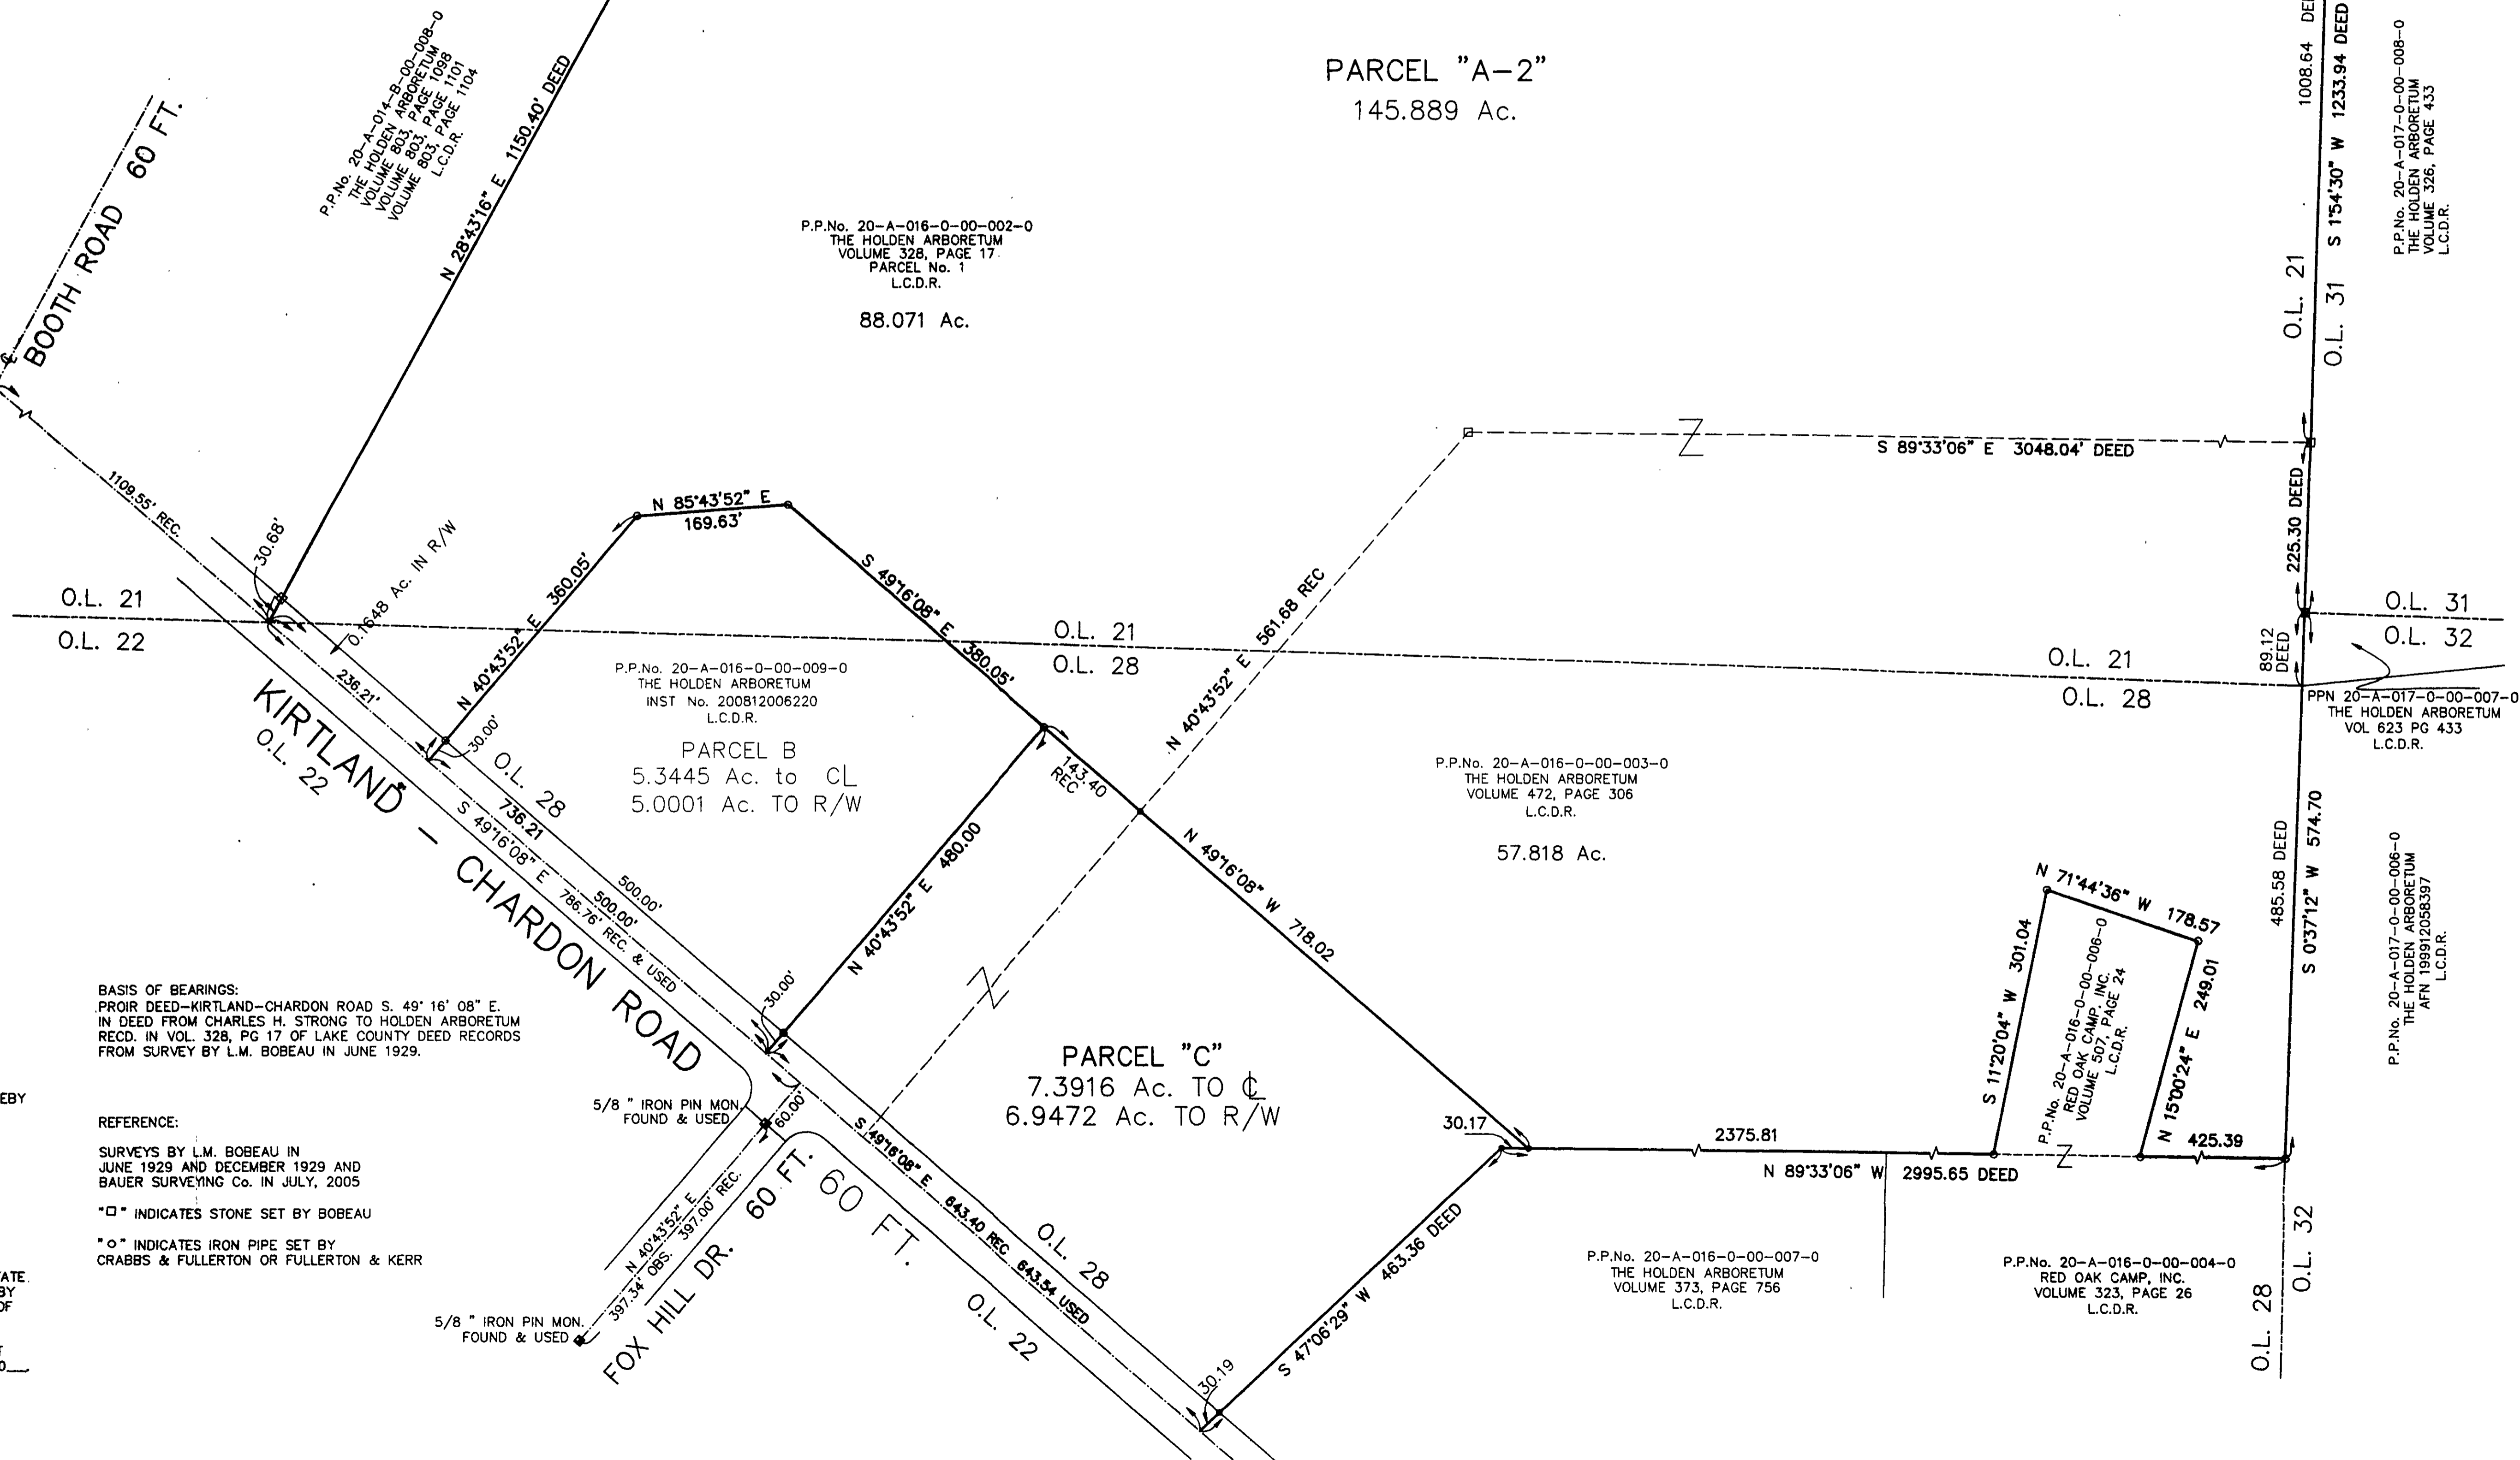 PARCEL "A-2"
145.889 Ac.
P.P.No. 20-A-014-B-00-008-0
THE HOLDEN ARBORETUM
VOLUME 803, PAGE 1098
VOLUME 803, PAGE 1101
VOLUME 803, PAGE 1104
L.C.D.R.
BOOTH ROAD 60 FT.
N 28°43'16" E 1150.40' DEED
P.P.No. 20-A-016-0-00-002-0
THE HOLDEN ARBORETUM
VOLUME 328, PAGE 17
PARCEL No. 1
L.C.D.R.
88.071 Ac.
1008.64
S 1°54'30" W 1233.94 DEED
O.L. 21
O.L. 31
P.P.No. 20-A-017-0-00-008-0
THE HOLDEN ARBORETUM
VOLUME 326, PAGE 433
L.C.D.R.
S 89°33'06" E 3048.04' DEED
225.30 DEED
1109.55' REC.
30.68'
0.1648 Ac. IN R/W
N 85°43'52" E
169.63'
N 40°43'52" E 360.05'
S 49°16'08" E 380.05'
N 40°43'52" E 561.68 REC
O.L. 21
O.L. 22
O.L. 21
O.L. 28
O.L. 21
O.L. 28
O.L. 31
O.L. 32
89.12
DEED
PPN 20-A-017-0-00-007-0
THE HOLDEN ARBORETUM
VOL 623 PG 433
L.C.D.R.
236.21'
30.00'
P.P.No. 20-A-016-0-00-009-0
THE HOLDEN ARBORETUM
INST No. 200812006220
L.C.D.R.
PARCEL B
5.3445 Ac. to CL
5.0001 Ac. TO R/W
O.L. 28
736.21
S 49°16'08" E 786.76' REC. & USED
500.00'
500.00'
KIRTLAND - CHARDON ROAD
O.L. 22
N 40°43'52" E 480.00
30.00'
143.40
REC
N 49°16'08" W 718.02
P.P.No. 20-A-016-0-00-003-0
THE HOLDEN ARBORETUM
VOLUME 472, PAGE 306
L.C.D.R.
57.818 Ac.
485.58 DEED
S 0°37'12" W 574.70
P.P.No. 20-A-017-0-00-006-0
THE HOLDEN ARBORETUM
AFN 199912058397
L.C.D.R.
N 71°44'36" W 178.57
S 11°20'04" W 301.04
P.P.No. 20-A-016-0-00-006-0
RED OAK CAMP, INC.
VOLUME 507, PAGE 24
L.C.D.R.
N 15°00'24" E 249.01
425.39
BASIS OF BEARINGS:
PROIR DEED-KIRTLAND-CHARDON ROAD S. 49° 16' 08" E.
IN DEED FROM CHARLES H. STRONG TO HOLDEN ARBORETUM
RECD. IN VOL. 328, PG 17 OF LAKE COUNTY DEED RECORDS
FROM SURVEY BY L.M. BOBEAU IN JUNE 1929.
EBY
REFERENCE:
SURVEYS BY L.M. BOBEAU IN
JUNE 1929 AND DECEMBER 1929 AND
BAUER SURVEYING Co. IN JULY, 2005
"□" INDICATES STONE SET BY BOBEAU
"o" INDICATES IRON PIPE SET BY
CRABBS & FULLERTON OR FULLERTON & KERR
ATE.
BY
OF
5/8 " IRON PIN MON.
FOUND & USED
60.00'
PARCEL "C"
7.3916 Ac. TO ℄
6.9472 Ac. TO R/W
30.17
2375.81
N 89°33'06" W 2995.65 DEED
S 49°16'08" E 643.40 REC 643.54 USED
60 FT.
O.L. 28
O.L. 22
N 40°43'52" E
397.34' OBS. 397.00' REC.
FOX HILL DR. 60 FT.
5/8 " IRON PIN MON.
FOUND & USED
S 47°06'29" W 463.36 DEED
30.19
P.P.No. 20-A-016-0-00-007-0
THE HOLDEN ARBORETUM
VOLUME 373, PAGE 756
L.C.D.R.
P.P.No. 20-A-016-0-00-004-0
RED OAK CAMP, INC.
VOLUME 323, PAGE 26
L.C.D.R.
O.L. 28
O.L. 32